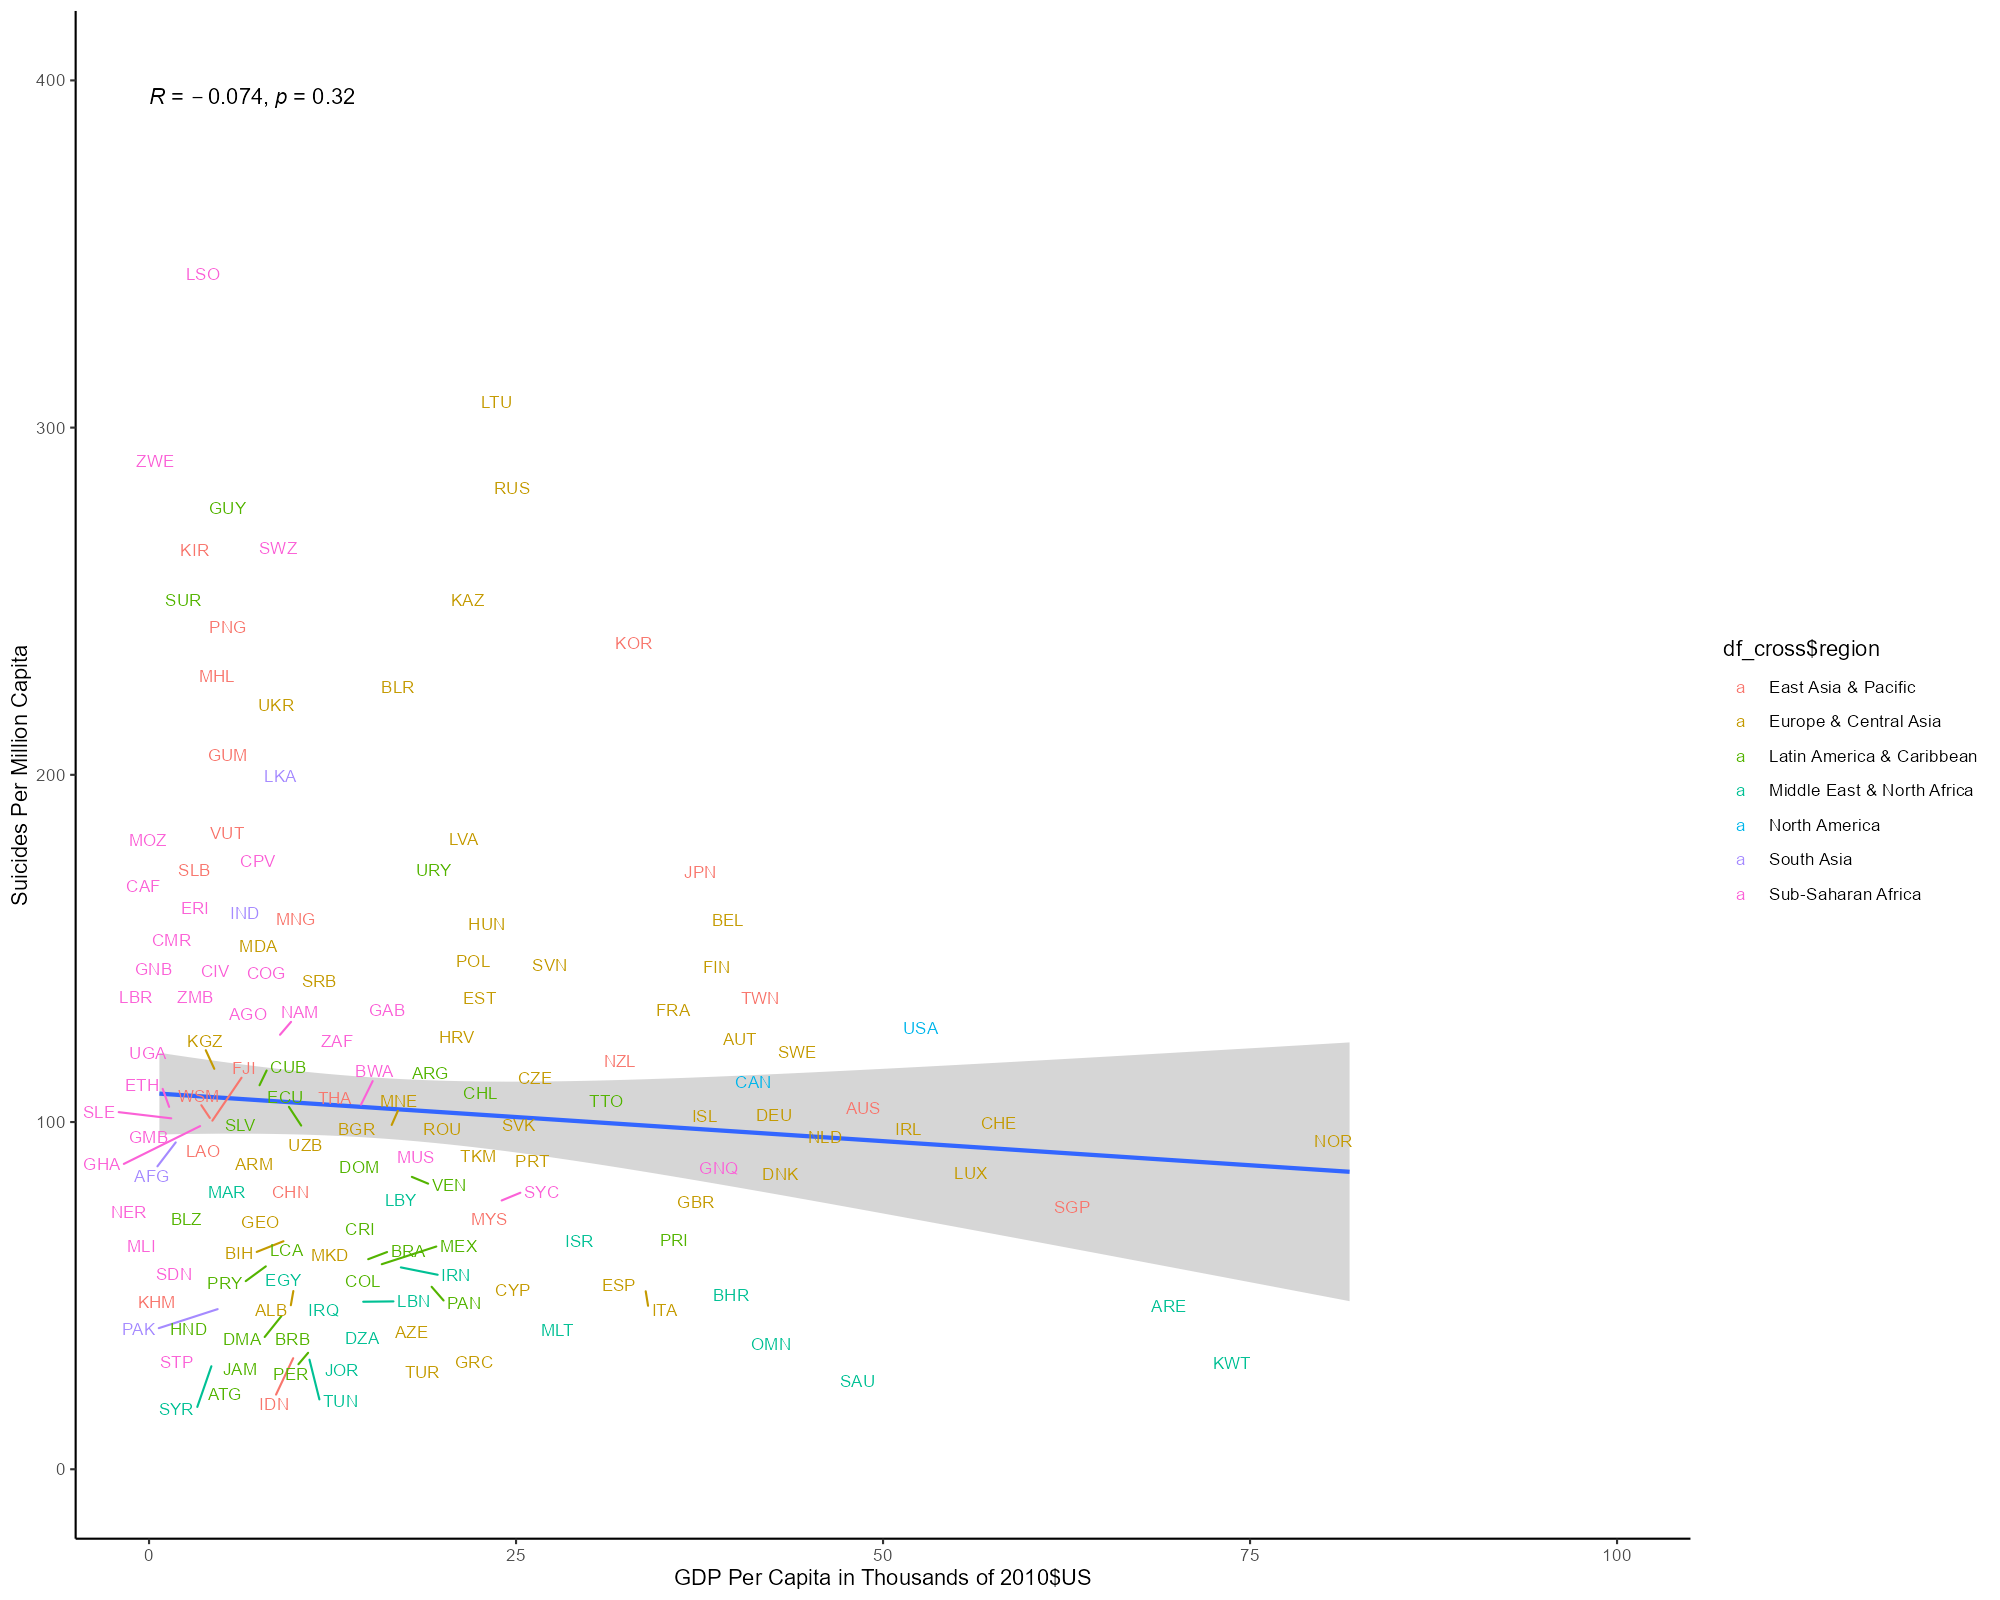 400
R = − 0.074, p = 0.32
LSO
LTU
300
ZWE
RUS
GUY
KIR
SWZ
SUR
KAZ
PNG
KOR
MHL
BLR
UKR
GUM
200
LKA
MOZ
VUT
LVA
CPV
SLB
URY
JPN
CAF
ERI
IND
MNG
HUN
BEL
CMR
MDA
GNB
CIV
COG
POL
SVN
FIN
SRB
LBR
ZMB
EST
TWN
AGO
NAM
GAB
FRA
USA
KGZ
ZAF
HRV
AUT
UGA
SWE
FJI
CUB
BWA
ARG
NZL
ETH
CZE
CAN
WSM
ECU
THA
MNE
CHL
TTO
SLE
AUS
100
SLV
BGR
ROU
SVK
ISL
DEU
IRL
CHE
GMB
UZB
NLD
NOR
GHA
LAO
ARM
DOM
MUS
TKM
PRT
GNQ
AFG
DNK
LUX
MAR
CHN
LBY
VEN
SYC
NER
BLZ
GEO
CRI
MYS
GBR
SGP
MLI
BIH
LCA
MKD
BRA
MEX
ISR
PRI
SDN
PRY
EGY
COL
IRN
CYP
ESP
KHM
ALB
IRQ
LBN
PAN
ITA
BHR
ARE
PAK
HND
DMA
BRB
DZA
AZE
MLT
OMN
STP
JAM
PER
JOR
TUR
GRC
SAU
KWT
SYR
ATG
IDN
TUN
0
0 25 50 75 100
GDP Per Capita in Thousands of 2010$US
Suicides Per Million Capita
df_cross$region
a East Asia & Pacific
a Europe & Central Asia
a Latin America & Caribbean
a Middle East & North Africa
a North America
a South Asia
a Sub-Saharan Africa